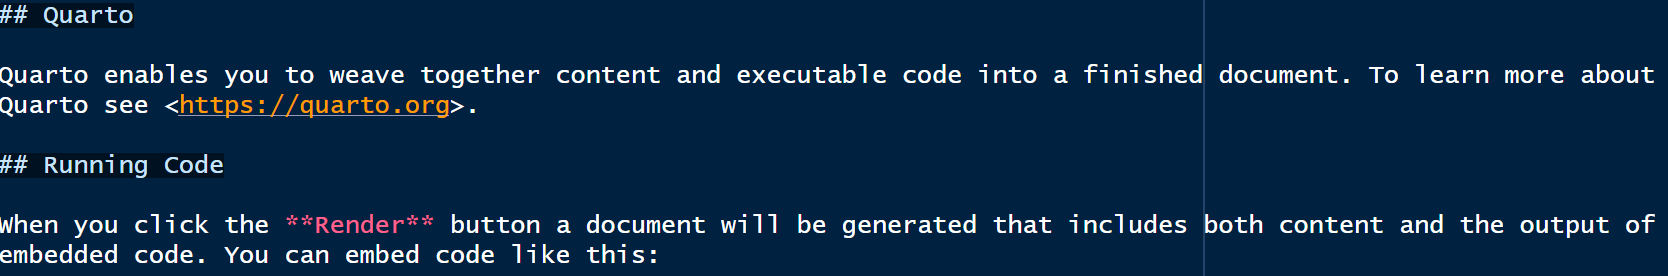 ## Quarto
Quarto enables you to weave together content and executable code into a finished document. To learn more about
Quarto see <https://quarto.org>.
## Running Code
When you click the **Render** button a document will be generated that includes both content and the output of
embedded code. You can embed code like this: